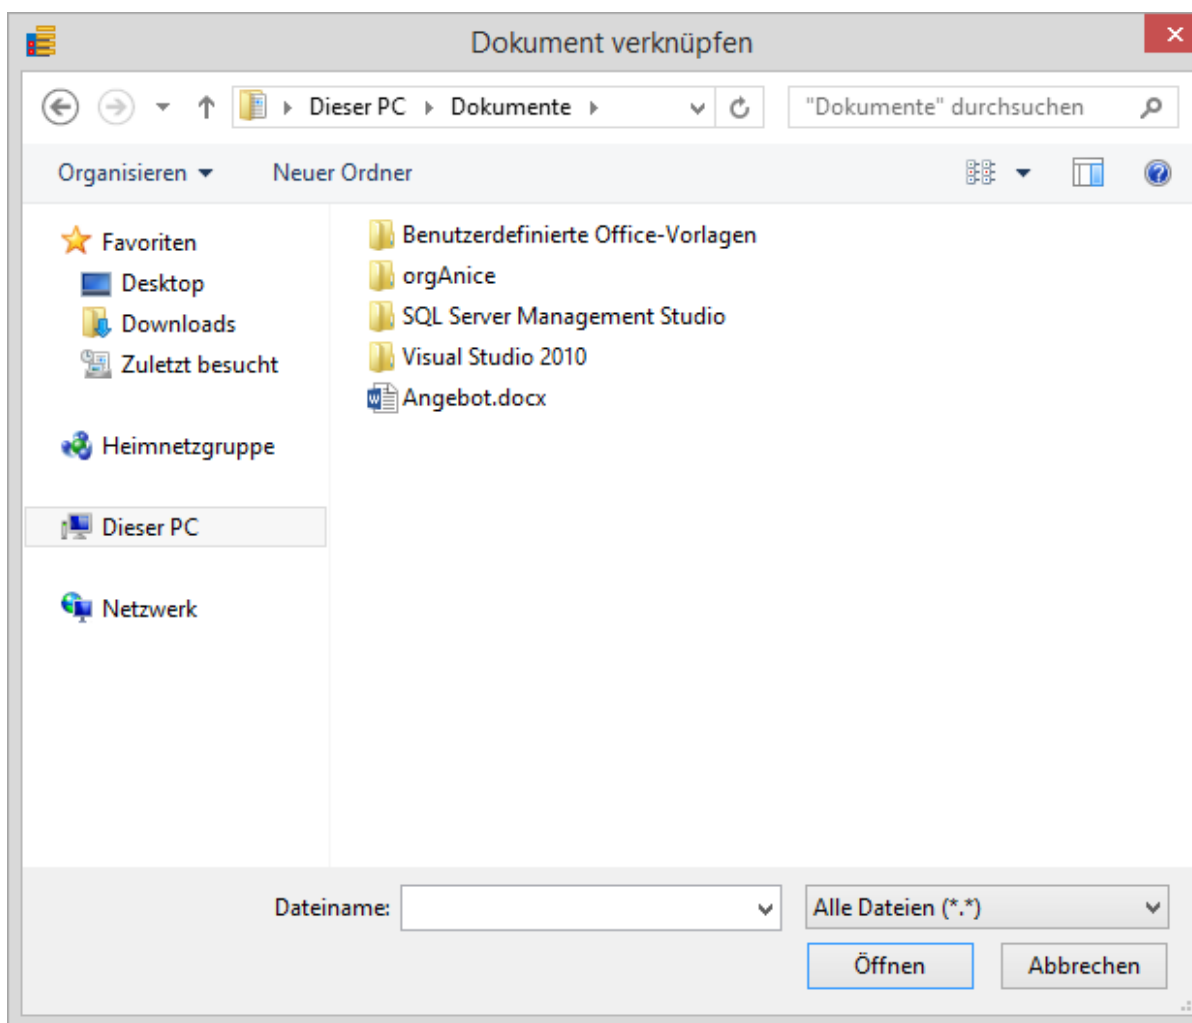 Dokument verknüpfen
Dieser PC Dokumente
"Dokumente" durchsuchen
Organisieren Neuer Ordner
Favoriten
Desktop
Downloads
Zuletzt besucht
Heimnetzgruppe
Dieser PC
Netzwerk
Benutzerdefinierte Office-Vorlagen
orgAnice
SQL Server Management Studio
Visual Studio 2010
Angebot.docx
Dateiname:
Alle Dateien (*.*)
Öffnen
Abbrechen